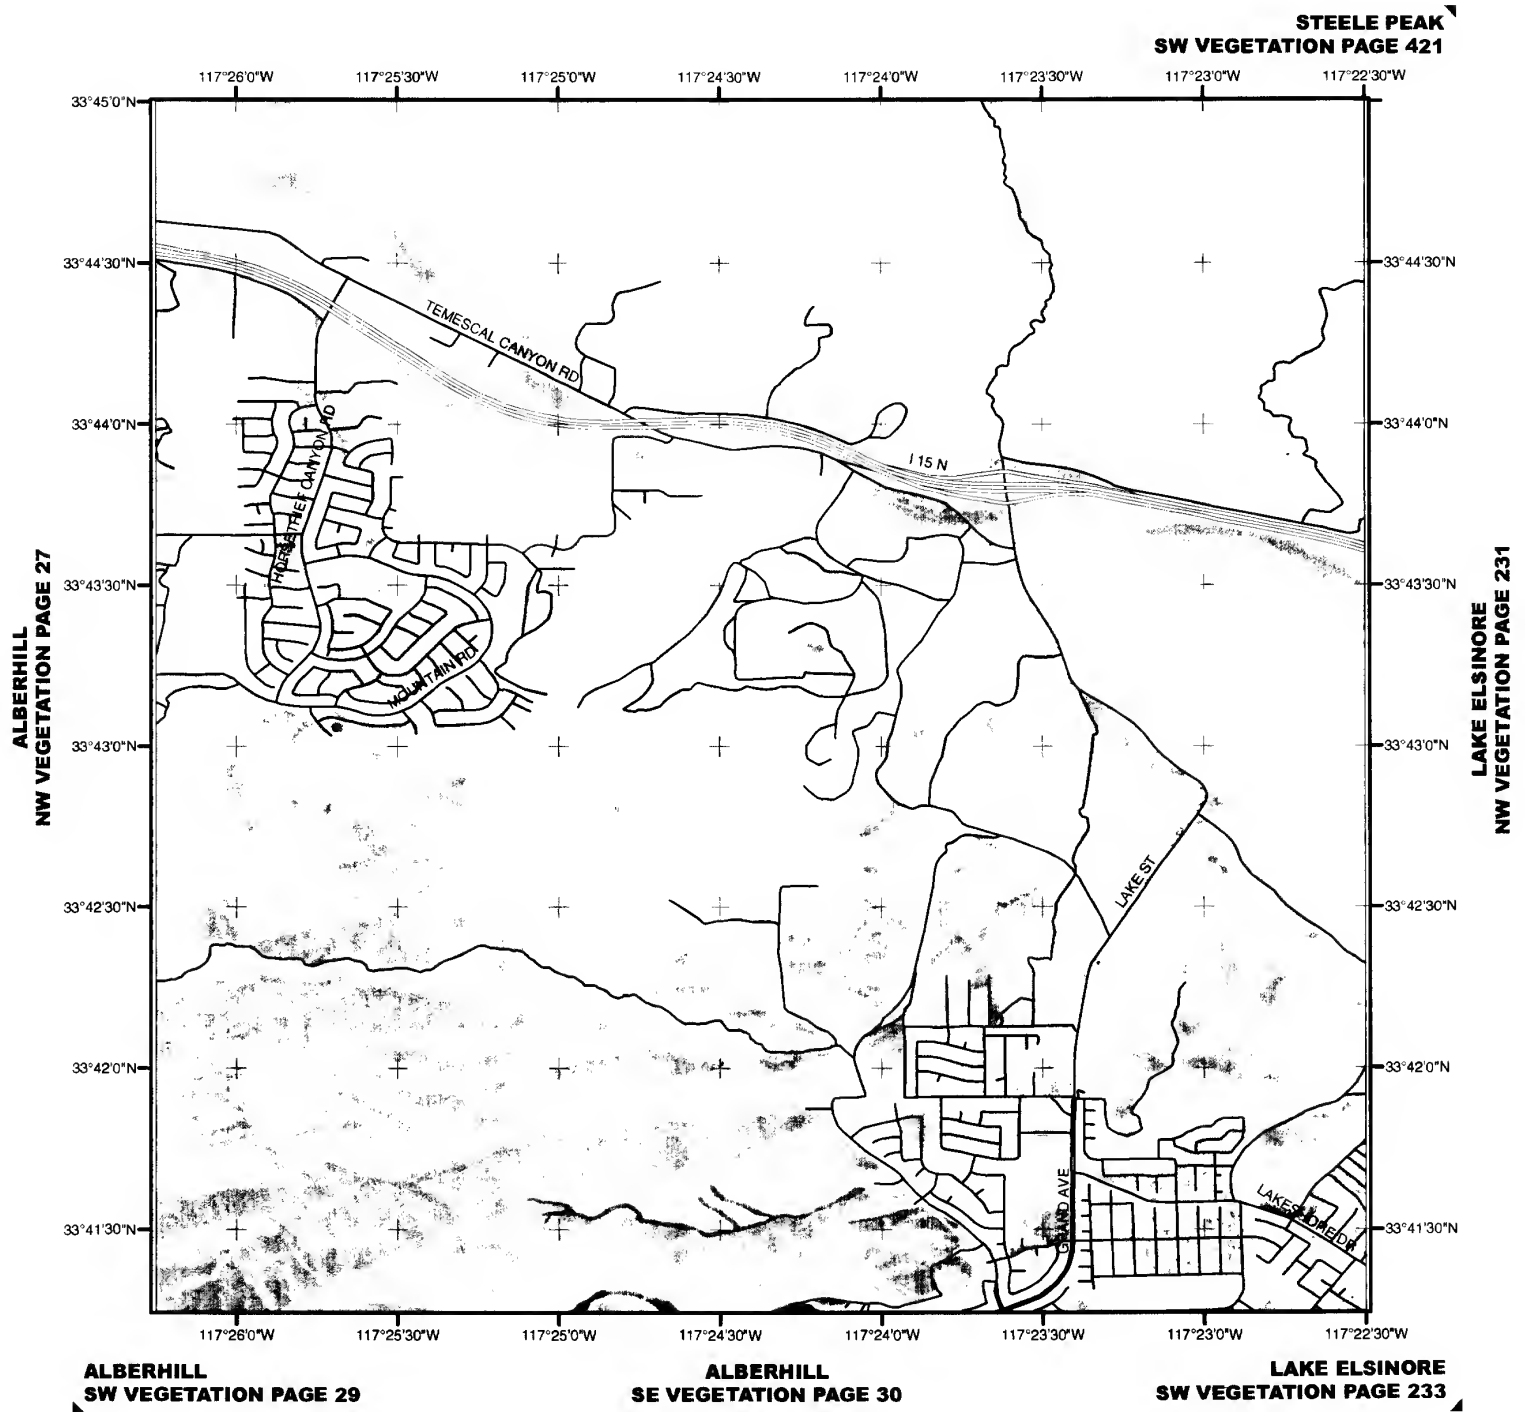 STEELE PEAK
SW VEGETATION PAGE 421
117°26'0"W 117°25'30"W 117°25'0"W 117°24'30"W 117°24'0"W 117°23'30"W 117°23'0"W 117°22'30"W
33°45'0"N
33°44'30"N 33°44'30"N
TEMESCAL CANYON RD
33°44'0"N 33°44'0"N
HORSETHIEF CANYON RD
I 15 N
33°43'30"N 33°43'30"N
ALBERHILL
NW VEGETATION PAGE 27
LAKE ELSINORE
NW VEGETATION PAGE 231
MOUNTAIN RD
33°43'0"N 33°43'0"N
LAKE ST
33°42'30"N 33°42'30"N
33°42'0"N 33°42'0"N
GRAND AVE
LAKESHORE DR
33°41'30"N 33°41'30"N
117°26'0"W 117°25'30"W 117°25'0"W 117°24'30"W 117°24'0"W 117°23'30"W 117°23'0"W 117°22'30"W
ALBERHILL
SW VEGETATION PAGE 29
ALBERHILL
SE VEGETATION PAGE 30
LAKE ELSINORE
SW VEGETATION PAGE 233